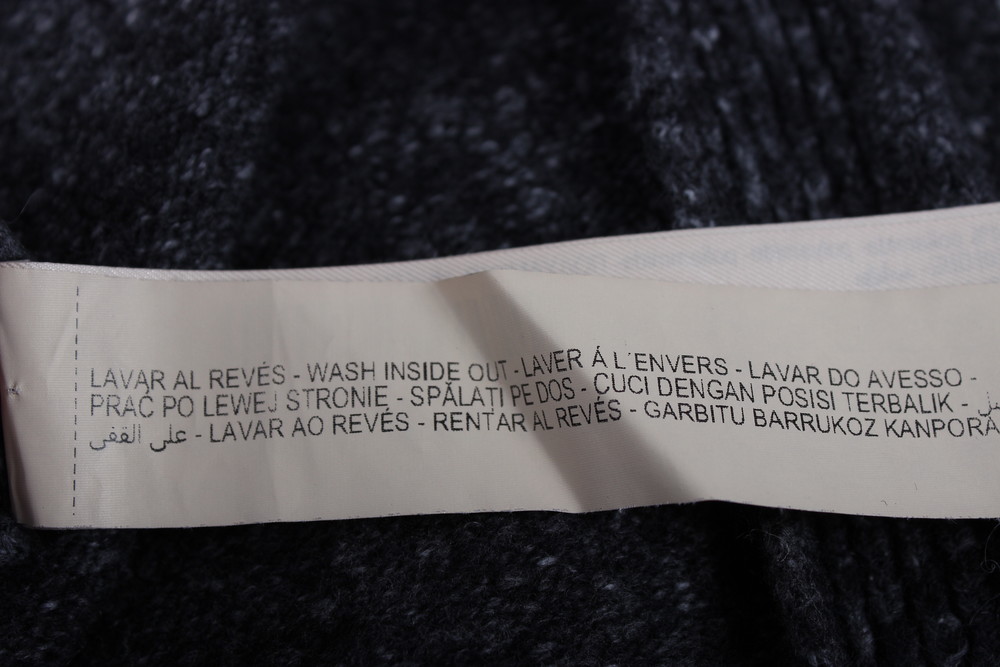 LAVAR AL REVÉS - WASH INSIDE OUT - LAVER Á L´ENVERS - LAVAR DO AVESSO -
PRAĆ PO LEWEJ STRONIE - SPĂLATI PE DOS - CUCI DENGAN POSISI TERBALIK -
على القفى - LAVAR AO REVÉS - RENTAR AL REVÉS - GARBITU BARRUKOZ KANPORA